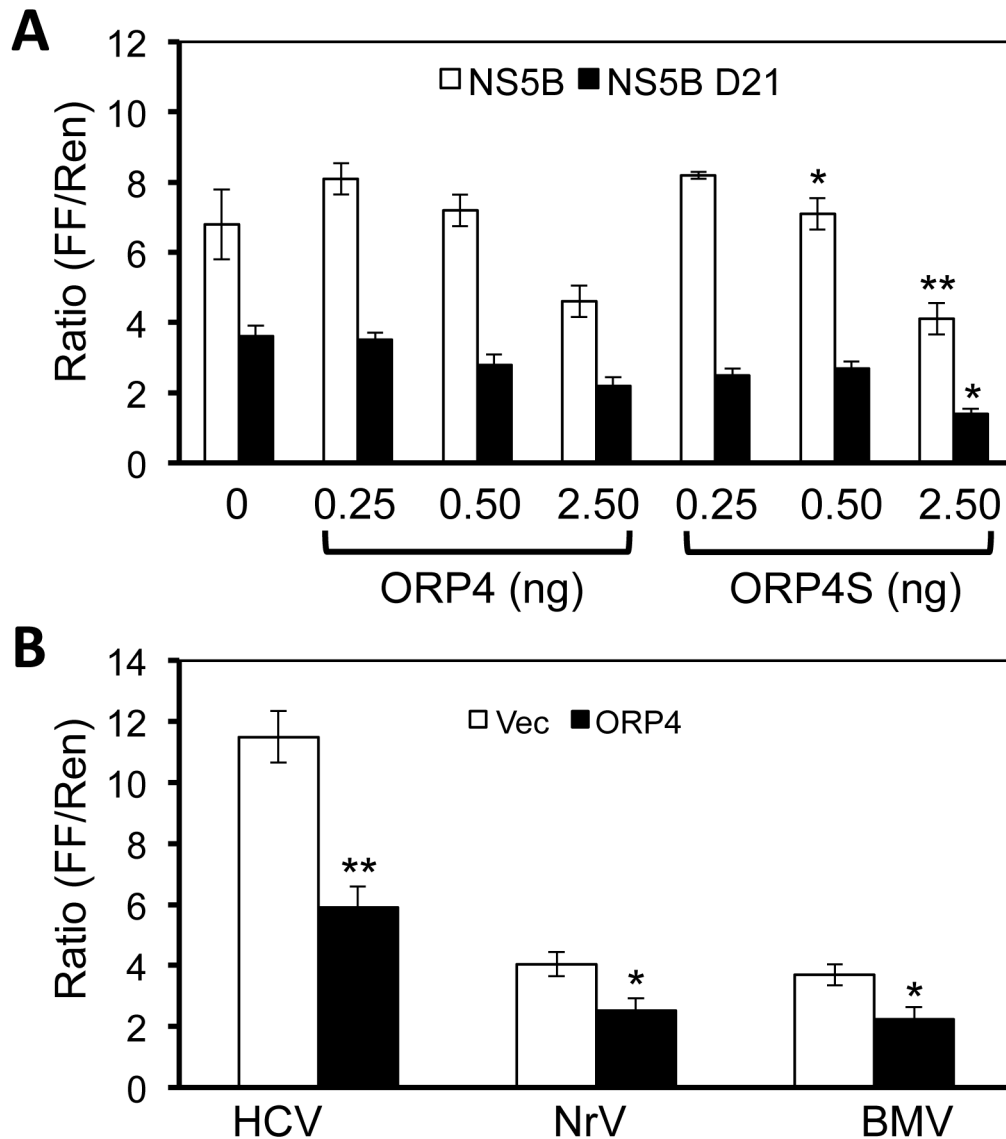 A
12
NS5B NS5B D21
10
8
*
6
**
4
*
2
0
Ratio (FF/Ren)
0 0.25 0.50 2.50 0.25 0.50 2.50
ORP4 (ng) ORP4S (ng)
B
14
12
Vec ORP4
10
8
**
6
4
* *
2
0
Ratio (FF/Ren)
HCV NrV BMV